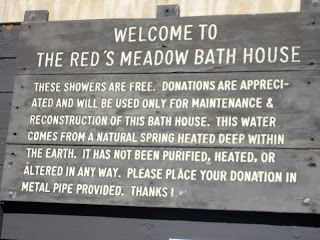 WELCOME TO
THE RED'S MEADOW BATH HOUSE
THESE SHOWERS ARE FREE. DONATIONS ARE APPRECI-
ATED AND WILL BE USED ONLY FOR MAINTENANCE &
RECONSTRUCTION OF THIS BATH HOUSE. THIS WATER
COMES FROM A NATURAL SPRING HEATED DEEP WITHIN
THE EARTH. IT HAS NOT BEEN PURIFIED, HEATED, OR
ALTERED IN ANY WAY. PLEASE PLACE YOUR DONATION IN
METAL PIPE PROVIDED. THANKS!